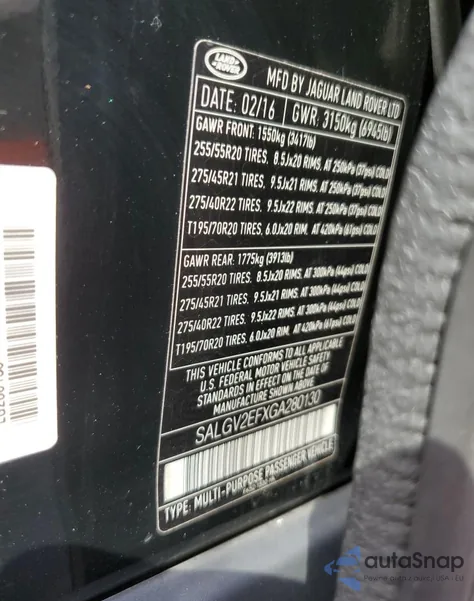 LAND ROVER
MFD BY JAGUAR LAND ROVER LTD
DATE: 02/16 GWR: 3150kg (6945lb)
GAWR FRONT: 1550kg (3417lb)
255/55R20 TIRES, 8.5Jx20 RIMS, AT 250kPa (37psi) COLD
275/45R21 TIRES, 9.5Jx21 RIMS, AT 250kPa (37psi) COLD
275/40R22 TIRES, 9.5Jx22 RIMS, AT 250kPa (37psi) COLD
T195/70R20 TIRES, 6.0Jx20 RIM, AT 420kPa (61psi) COLD
GAWR REAR: 1775kg (3913lb)
255/55R20 TIRES, 8.5Jx20 RIMS, AT 300kPa (44psi) COLD
275/45R21 TIRES, 9.5Jx21 RIMS, AT 300kPa (44psi) COLD
275/40R22 TIRES, 9.5Jx22 RIMS, AT 300kPa (44psi) COLD
T195/70R20 TIRES, 6.0Jx20 RIM, AT 420kPa (61psi) COLD
THIS VEHICLE CONFORMS TO ALL APPLICABLE
U.S. FEDERAL MOTOR VEHICLE SAFETY
STANDARDS IN EFFECT ON THE DATE OF
MANUFACTURE SHOWN ABOVE
SALGV2EFXGA280130
TYPE: MULTI-PURPOSE PASSENGER VEHICLE
autoSnap